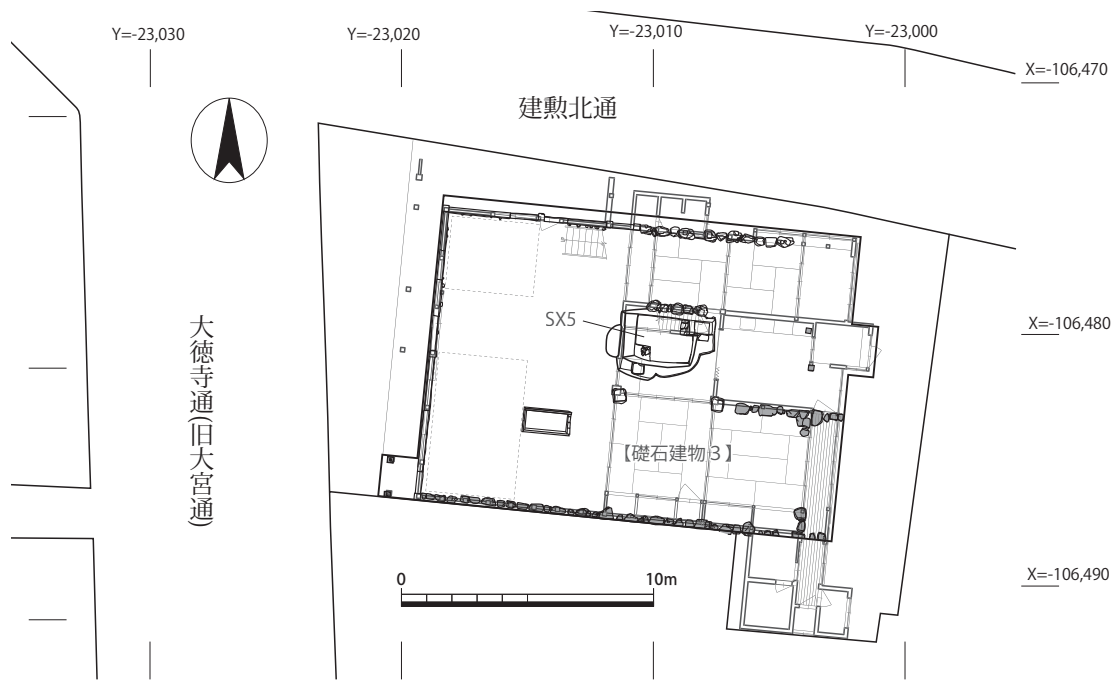 Y=-23,030
Y=-23,020
Y=-23,010
Y=-23,000
X=-106,470
建勲北通
SX5
X=-106,480
大徳寺通(旧大宮通)
【礎石建物３】
X=-106,490
0
10m